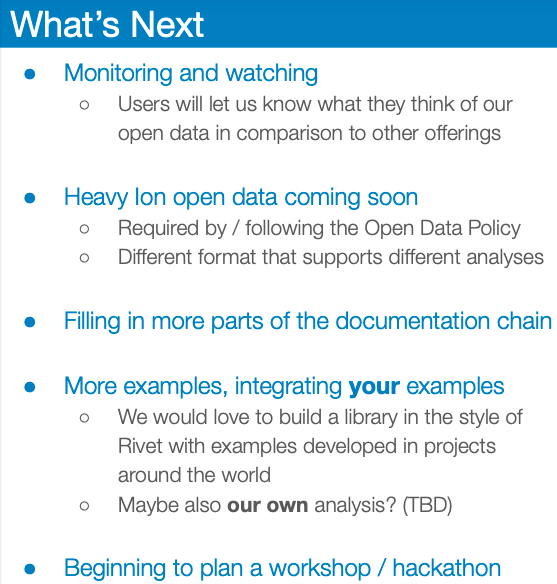 What's Next
● Monitoring and watching
○ Users will let us know what they think of our
open data in comparison to other offerings
● Heavy Ion open data coming soon
○ Required by / following the Open Data Policy
○ Different format that supports different analyses
● Filling in more parts of the documentation chain
● More examples, integrating your examples
○ We would love to build a library in the style of
Rivet with examples developed in projects
around the world
○ Maybe also our own analysis? (TBD)
● Beginning to plan a workshop / hackathon